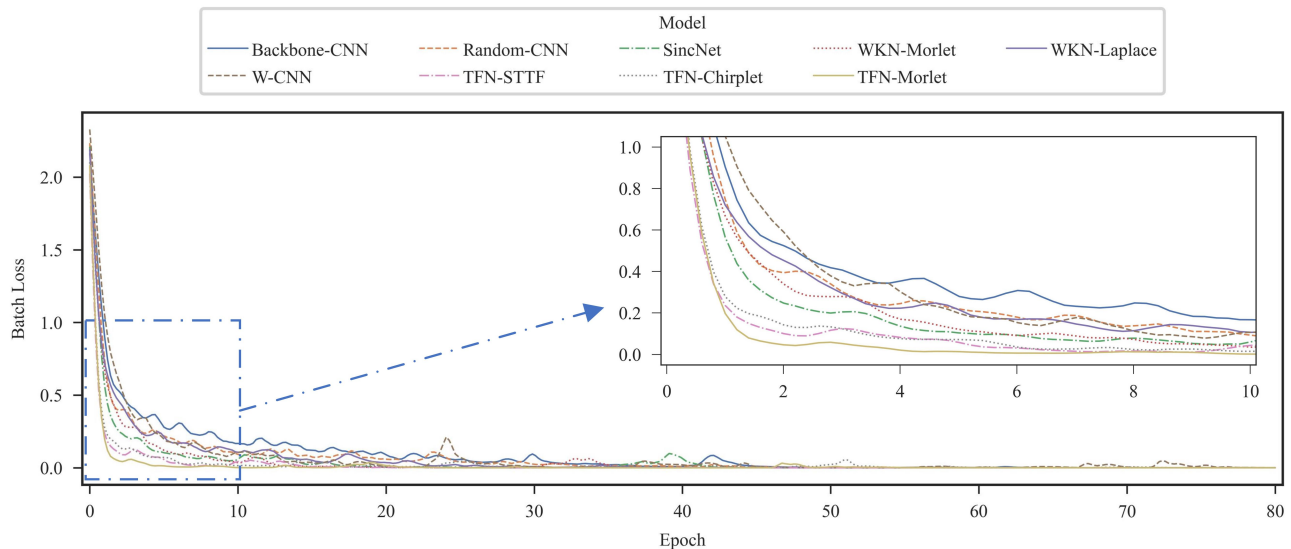 Model
Backbone-CNN Random-CNN SincNet WKN-Morlet WKN-Laplace
W-CNN TFN-STTF TFN-Chirplet TFN-Morlet
Batch Loss
2.0
1.5
1.0
0.5
0.0
1.0
0.8
0.6
0.4
0.2
0.0
0 2 4 6 8 10
0 10 20 30 40 50 60 70 80
Epoch